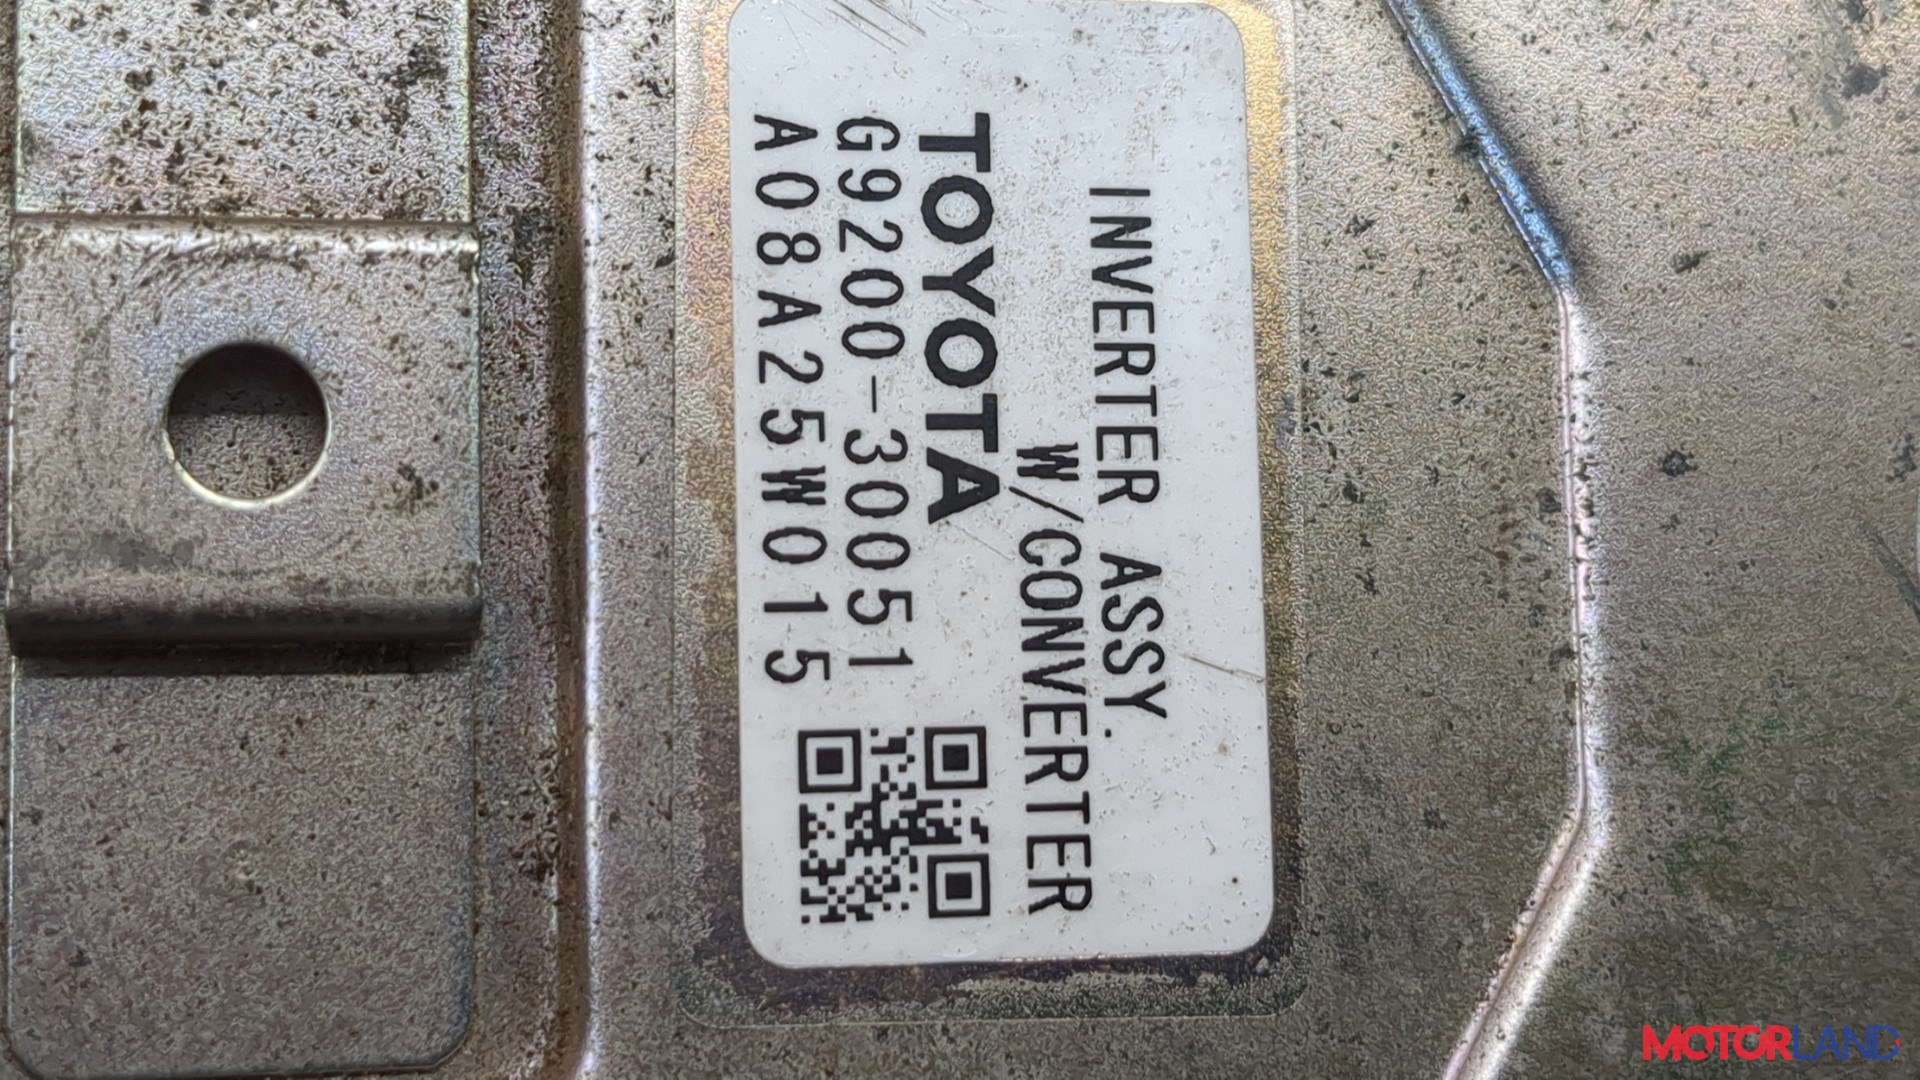 INVERTER ASSY.
W/CONVERTER
TOYOTA
G9200-30051
A08A25W015
MOTORLAND